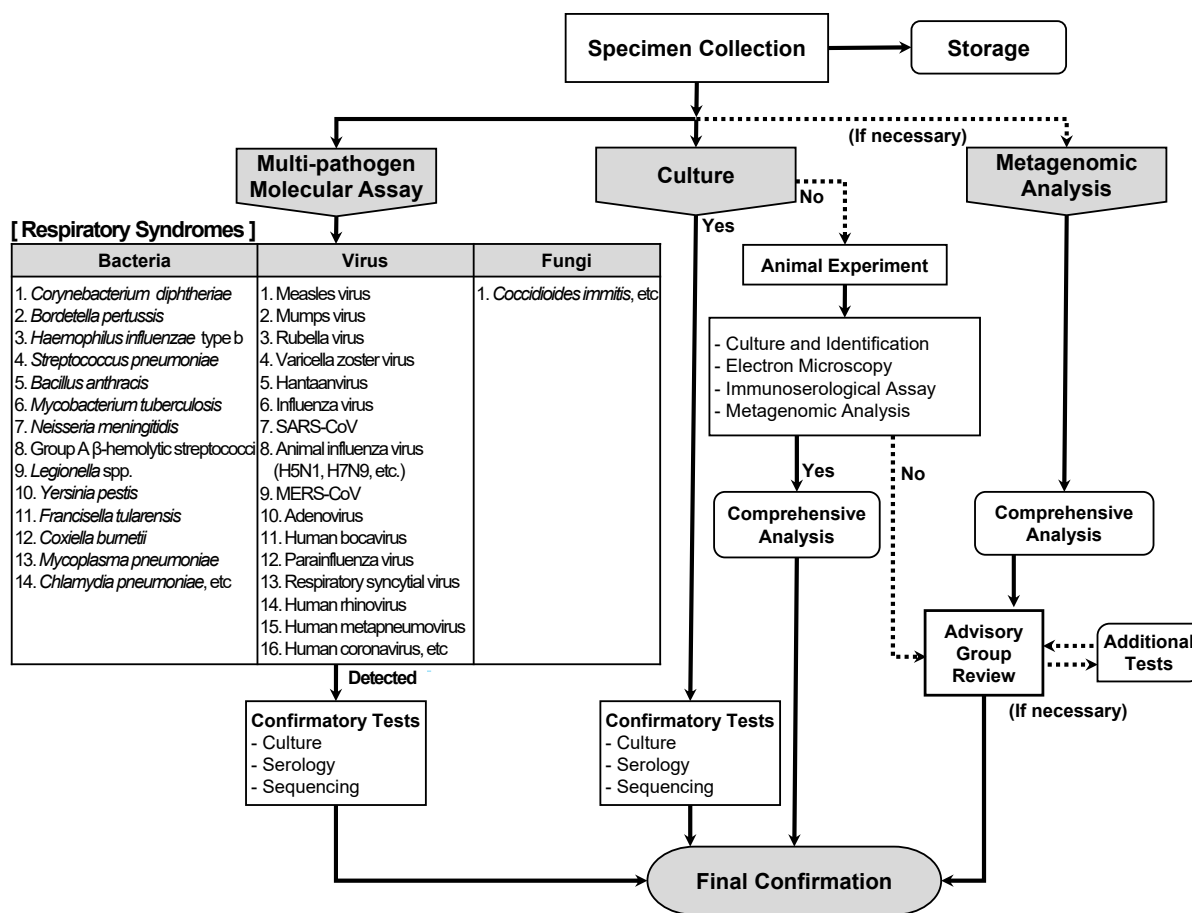 Specimen Collection
Storage
(If necessary)
Multi-pathogen
Molecular Assay
Culture
Metagenomic
Analysis
No
Yes
[ Respiratory Syndromes ]
Bacteria
1. Corynebacterium diphtheriae
2. Bordetella pertussis
3. Haemophilus influenzae type b
4. Streptococcus pneumoniae
5. Bacillus anthracis
6. Mycobacterium tuberculosis
7. Neisseria meningitidis
8. Group A β-hemolytic streptococci
9. Legionella spp.
10. Yersinia pestis
11. Francisella tularensis
12. Coxiella burnetii
13. Mycoplasma pneumoniae
14. Chlamydia pneumoniae, etc
Virus
1. Measles virus
2. Mumps virus
3. Rubella virus
4. Varicella zoster virus
5. Hantaanvirus
6. Influenza virus
7. SARS-CoV
8. Animal influenza virus
(H5N1, H7N9, etc.)
9. MERS-CoV
10. Adenovirus
11. Human bocavirus
12. Parainfluenza virus
13. Respiratory syncytial virus
14. Human rhinovirus
15. Human metapneumovirus
16. Human coronavirus, etc
Fungi
1. Coccidioides immitis, etc
Animal Experiment
- Culture and Identification
- Electron Microscopy
- Immunoserological Assay
- Metagenomic Analysis
Yes
No
Comprehensive
Analysis
Comprehensive
Analysis
Advisory
Group
Review
Additional
Tests
(If necessary)
Detected
Confirmatory Tests
- Culture
- Serology
- Sequencing
Confirmatory Tests
- Culture
- Serology
- Sequencing
Final Confirmation